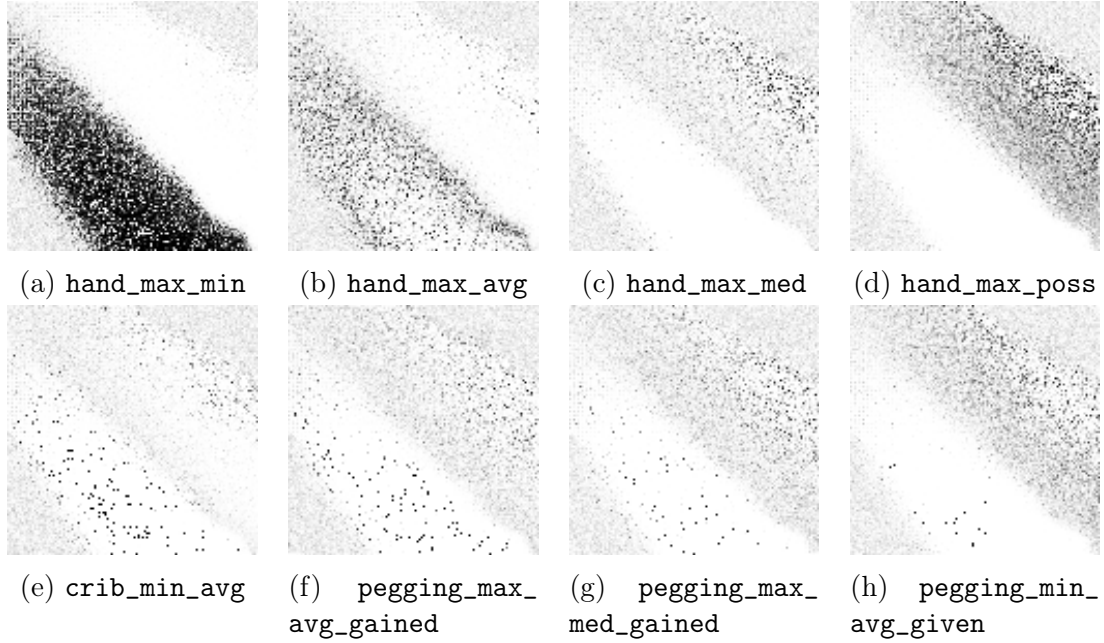 (a) hand_max_min
(b) hand_max_avg
(c) hand_max_med
(d) hand_max_poss
(e) crib_min_avg
(f) pegging_max_
avg_gained
(g) pegging_max_
med_gained
(h) pegging_min_
avg_given